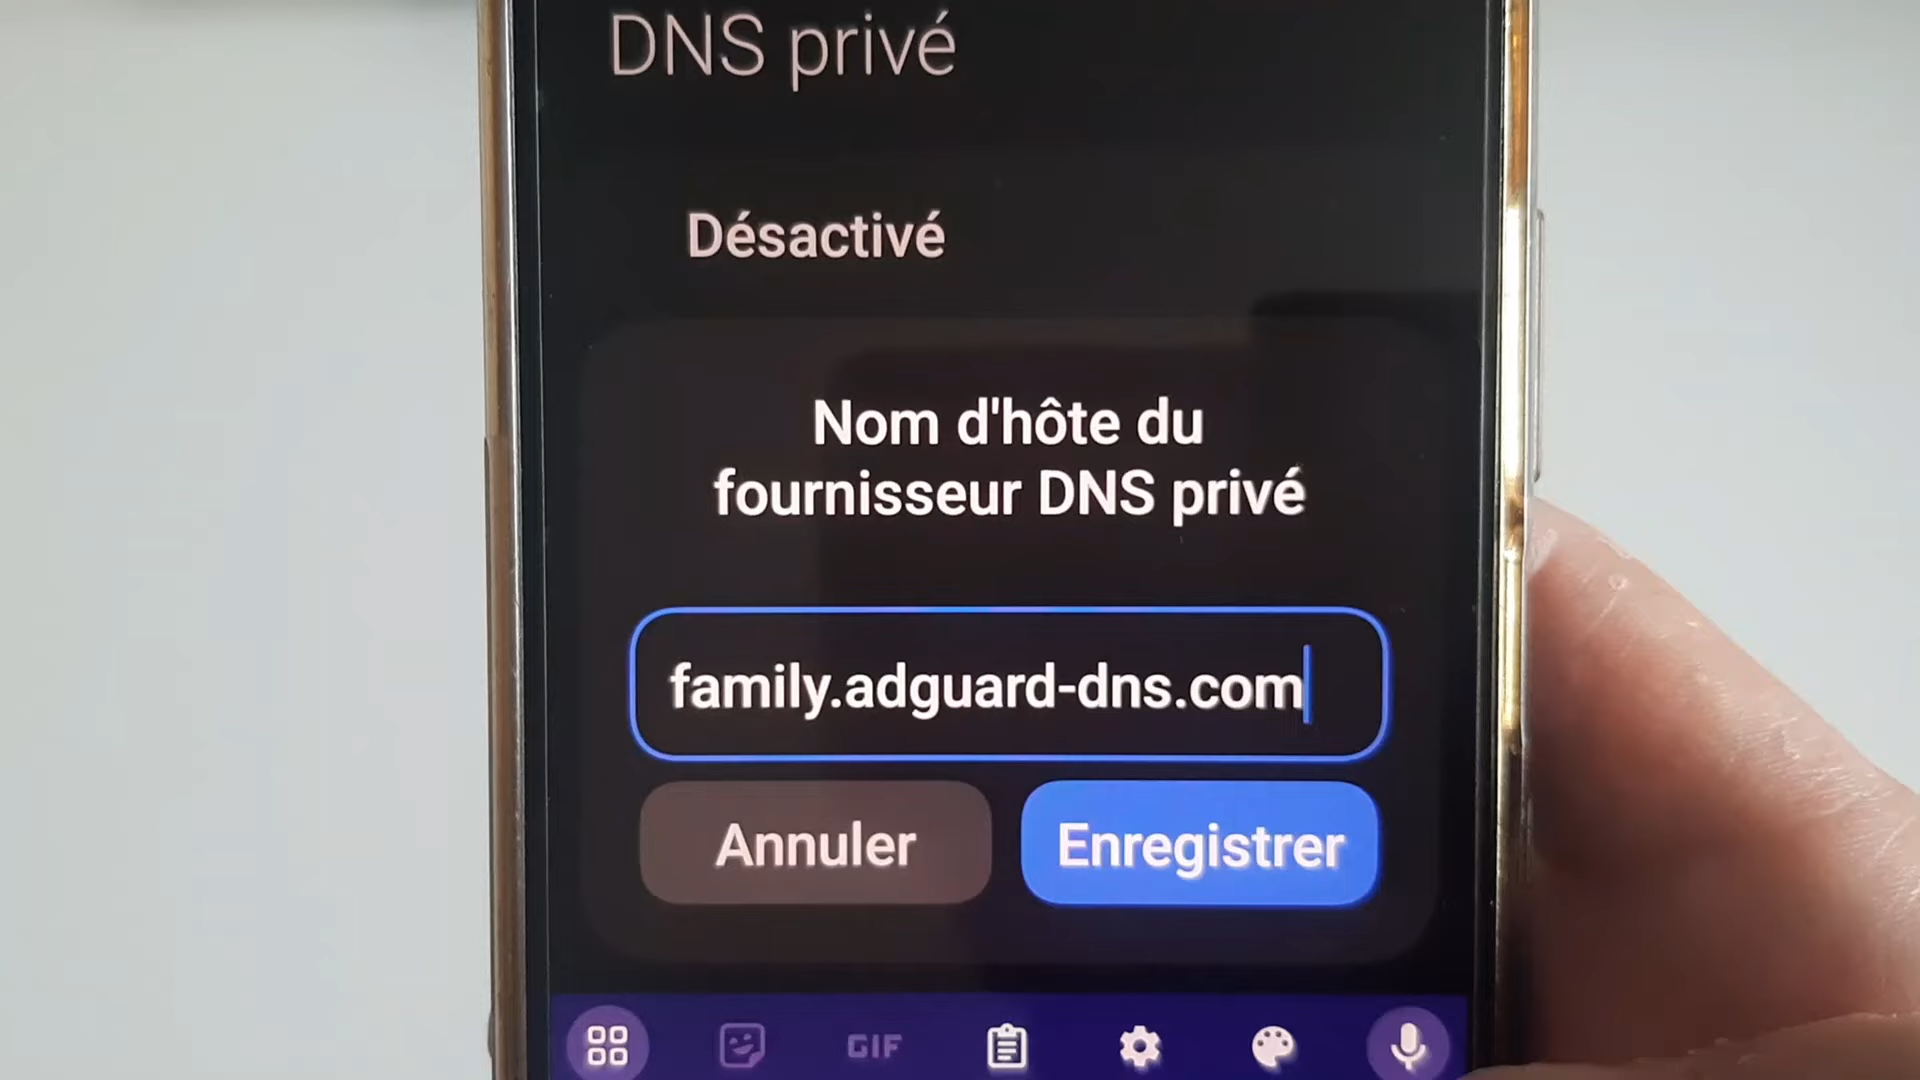 DNS privé
Désactivé
Nom d'hôte du
fournisseur DNS privé
family.adguard-dns.com
Annuler
Enregistrer
GIF